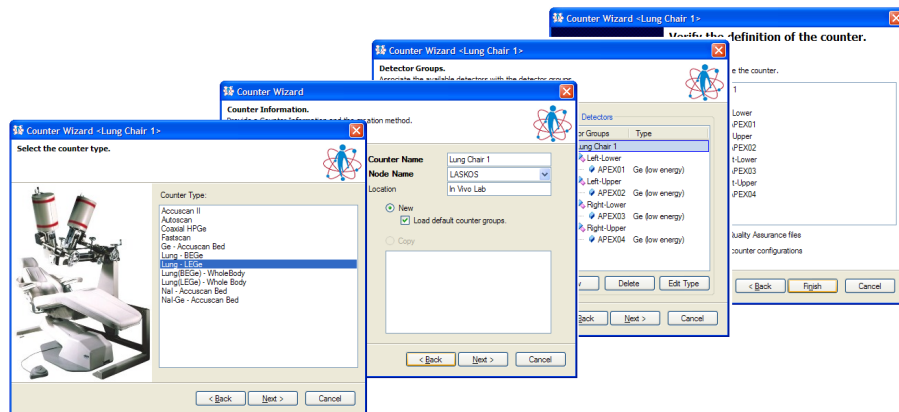 Counter Wizard <Lung Chair 1>
Select the counter type.
Counter Type:
Accuscan II
Autoscan
Coaxial HPGe
Fastscan
Ge - Accuscan Bed
Lung - BEGe
Lung - LEGe
Lung(BEGe) - WholeBody
Lung(LEGe) - Whole Body
NaI - Accuscan Bed
NaI-Ge - Accuscan Bed
< Back
Next >
Cancel
Counter Wizard
Counter Information.
Counter Name
Lung Chair 1
Node Name
LASKOS
Location
In Vivo Lab
New
Load default counter groups.
Copy
< Back
Next >
Cancel
Counter Wizard <Lung Chair 1>
Detector Groups.
Associate the available detectors with the detector groups
Detectors
or Groups
Type
Lung Chair 1
Left-Lower
APEX01 Ge (low energy)
Left-Upper
APEX02 Ge (low energy)
Right-Lower
APEX03 Ge (low energy)
Right-Upper
APEX04 Ge (low energy)
Delete
Edit Type
Back
Next >
Cancel
Counter Wizard <Lung Chair 1>
Verify the definition of the counter.
e the counter.
1
Lower
APEX01
Upper
APEX02
t-Lower
APEX03
t-Upper
APEX04
Quality Assurance files
counter configurations
< Back
Finish
Cancel